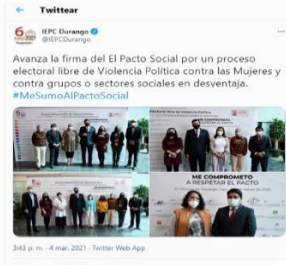 Twittear
IEPC Durango
@IEPCDurango
Avanza la firma del El Pacto Social por un proceso
electoral libre de Violencia Política contra las Mujeres y
contra grupos o sectores sociales en desventaja.
#MeSumoAlPactoSocial
ME COMPROMETO
ME COMPROMETO
A RESPETAR EL PACTO
3:43 p. m. · 4 mar. 2021 · Twitter Web App